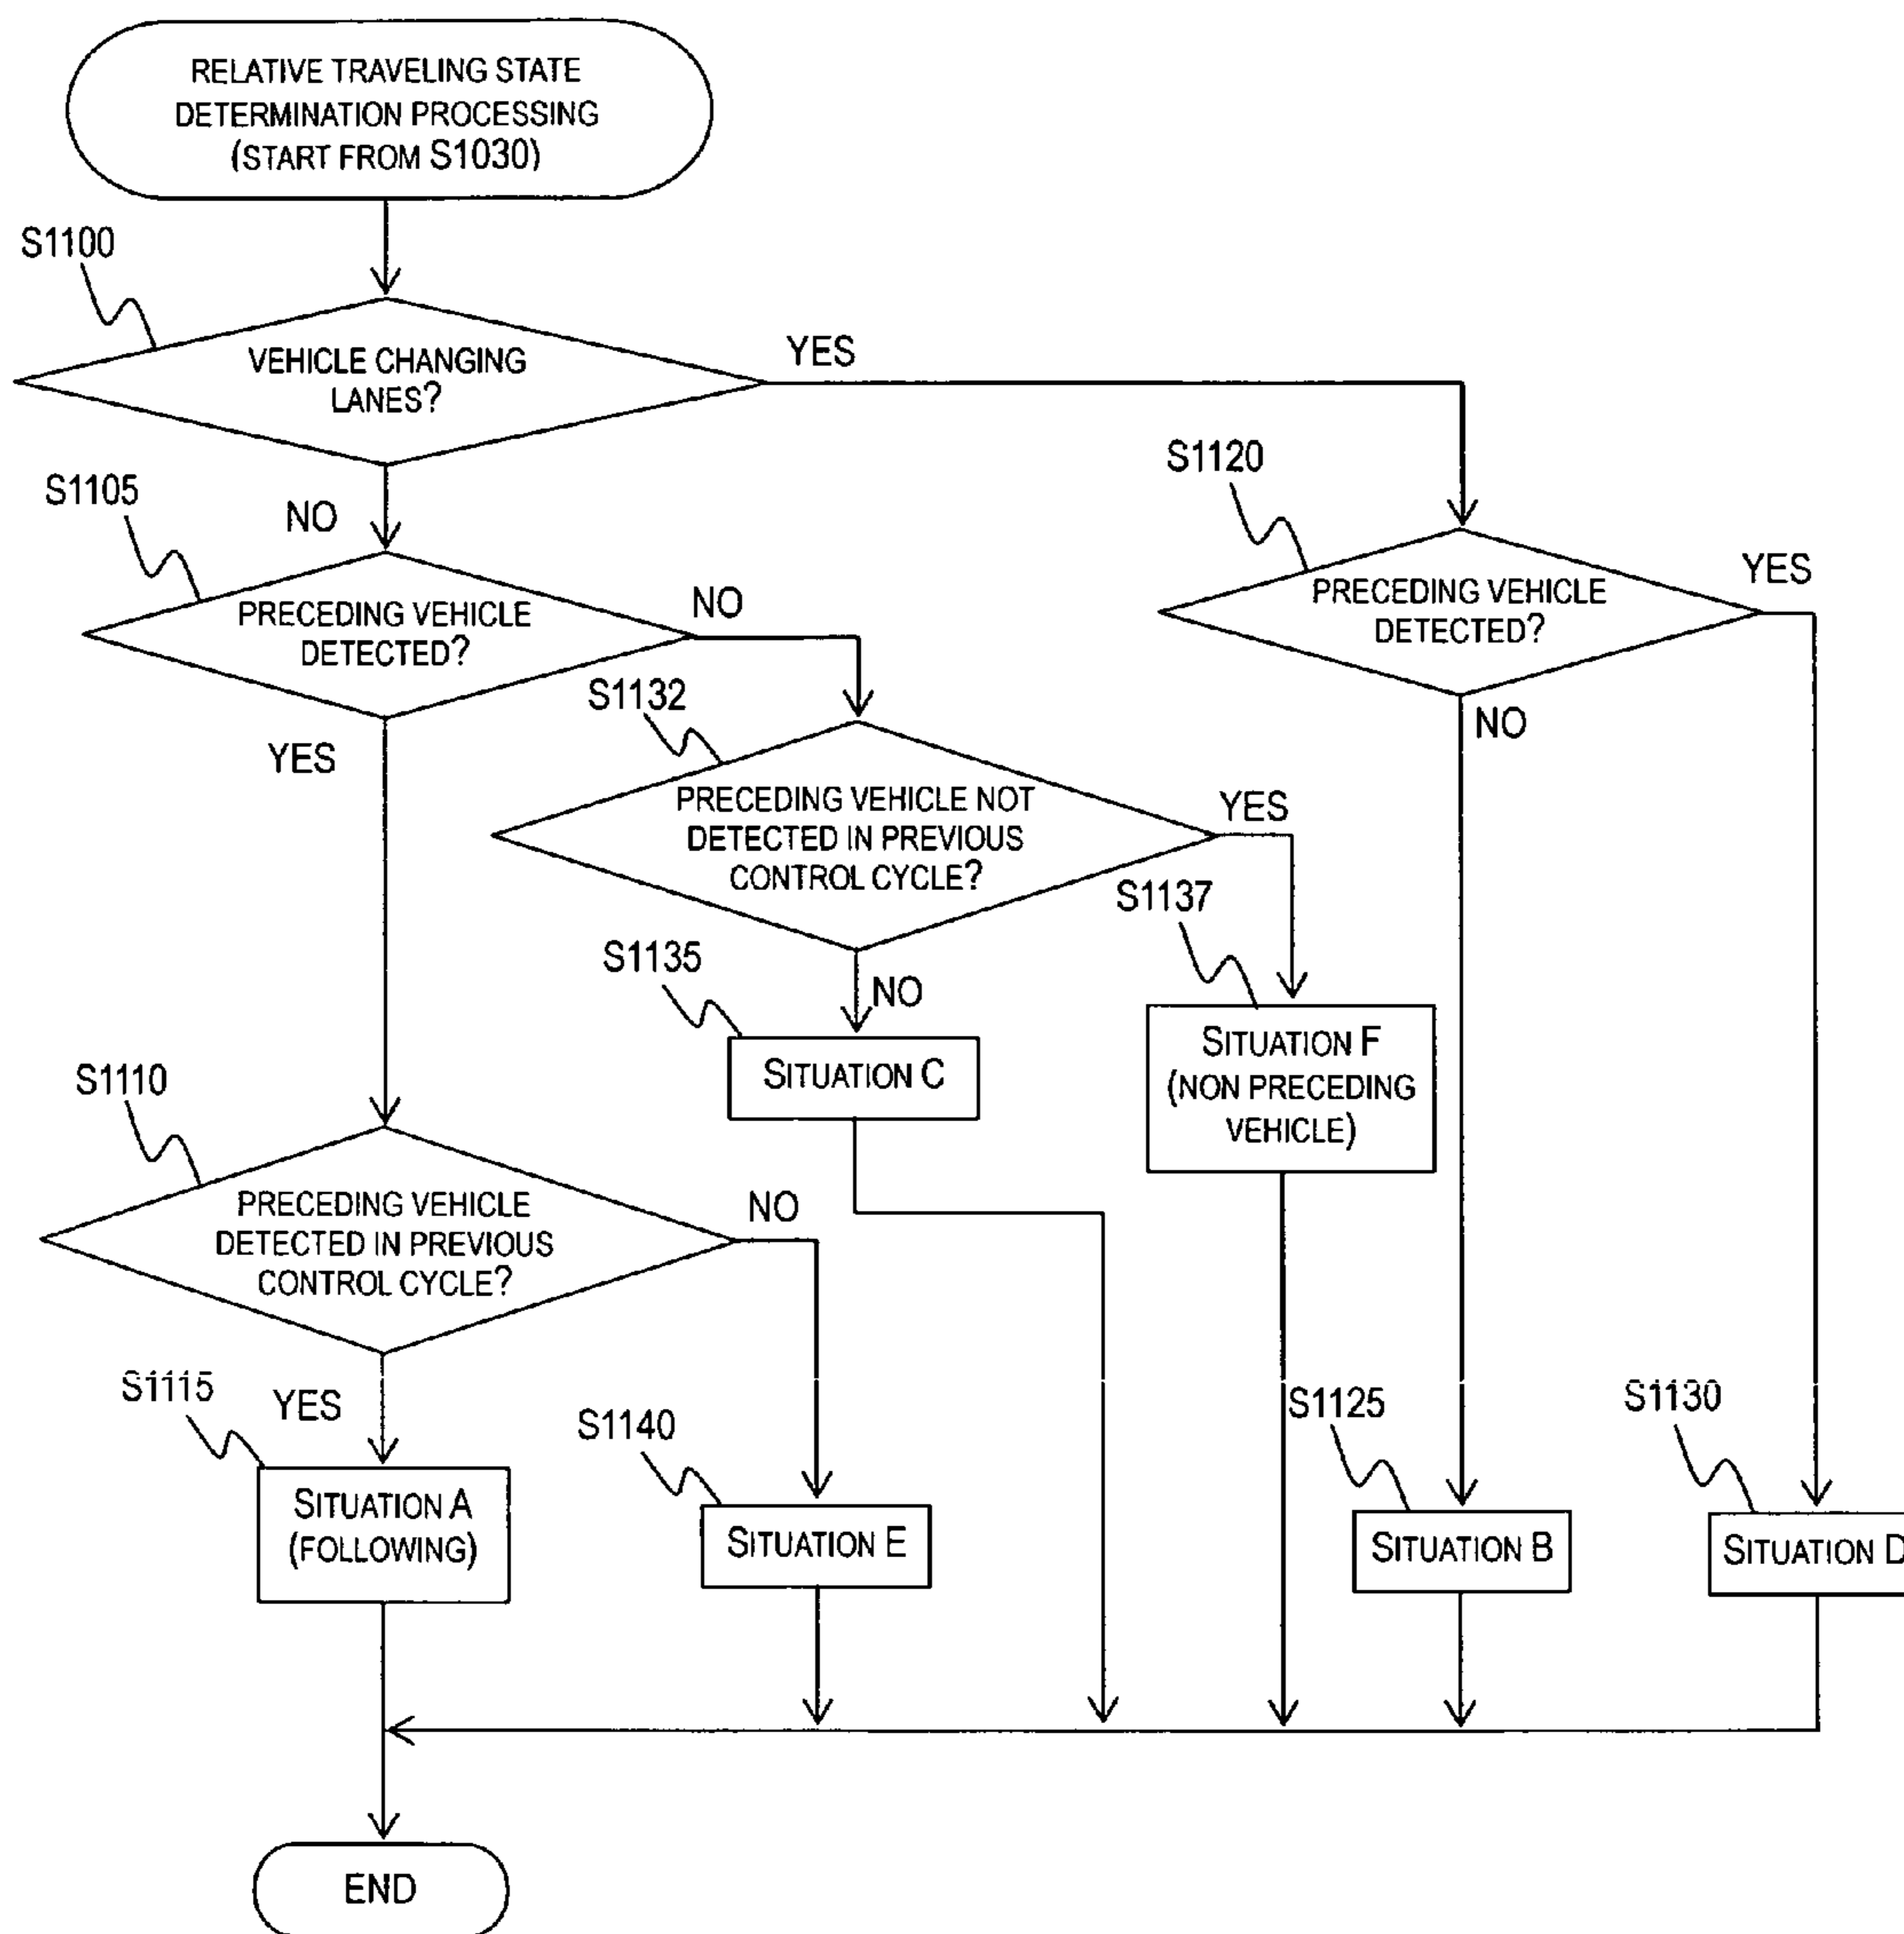 RELATIVE TRAVELING STATE
DETERMINATION PROCESSING
(START FROM S1030)
S1100
VEHICLE CHANGING
LANES?
YES
NO
S1105
PRECEDING VEHICLE
DETECTED?
NO
YES
S1120
PRECEDING VEHICLE
DETECTED?
YES
NO
S1132
PRECEDING VEHICLE NOT
DETECTED IN PREVIOUS
CONTROL CYCLE?
YES
NO
S1137
SITUATION F
(NON PRECEDING
VEHICLE)
S1135
SITUATION C
S1110
PRECEDING VEHICLE
DETECTED IN PREVIOUS
CONTROL CYCLE?
NO
YES
S1115
SITUATION A
(FOLLOWING)
S1140
SITUATION E
S1125
SITUATION B
S1130
SITUATION D
END